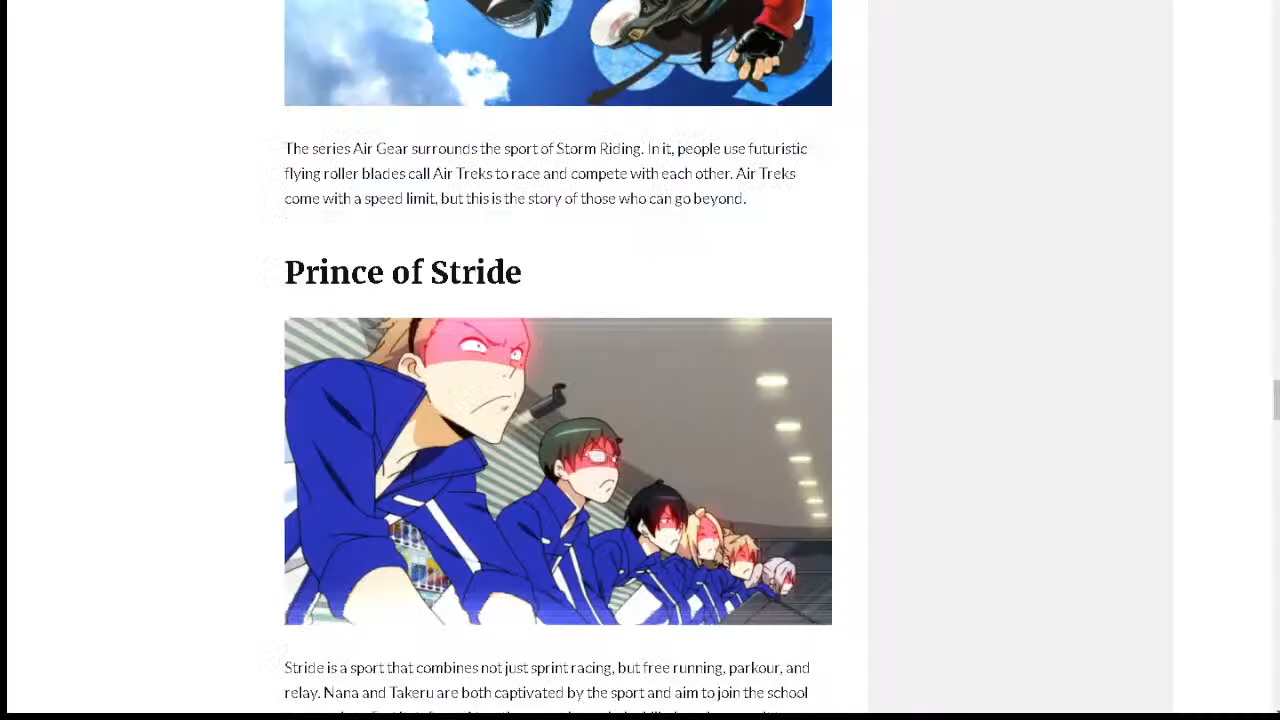 The series Air Gear surrounds the sport of Storm Riding. In it, people use futuristic
flying roller blades call Air Treks to race and compete with each other. Air Treks
come with a speed limit, but this is the story of those who can go beyond.
Prince of Stride
Stride is a sport that combines not just sprint racing, but free running, parkour, and
relay. Nana and Takeru are both captivated by the sport and aim to join the school